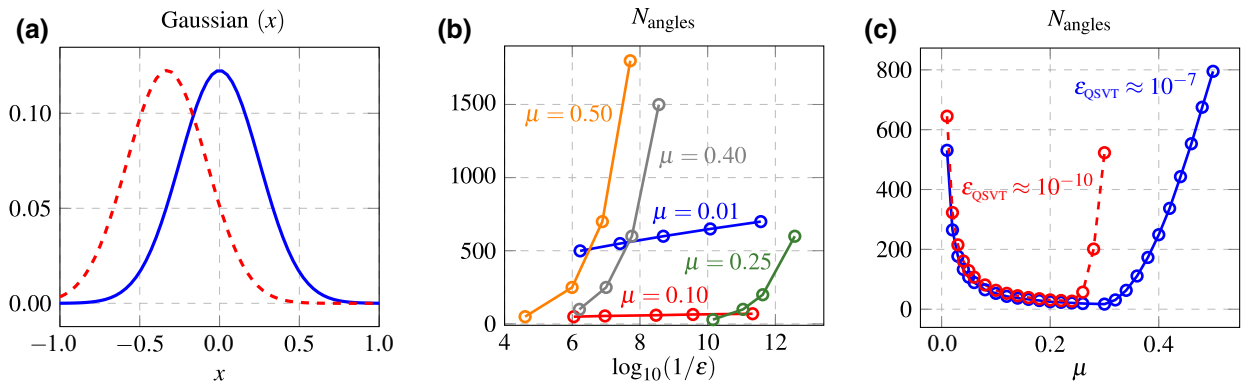 (a)
Gaussian (x)
0.10
0.05
0.00
−1.0
−0.5
0.0
0.5
1.0
x
(b)
N_angles
1500
1000
500
0
4
6
8
10
12
log₁₀(1/ε)
μ = 0.50
μ = 0.40
μ = 0.01
μ = 0.25
μ = 0.10
(c)
N_angles
800
600
400
200
0
0.0
0.2
0.4
μ
ε_QSVT ≈ 10⁻⁷
ε_QSVT ≈ 10⁻¹⁰